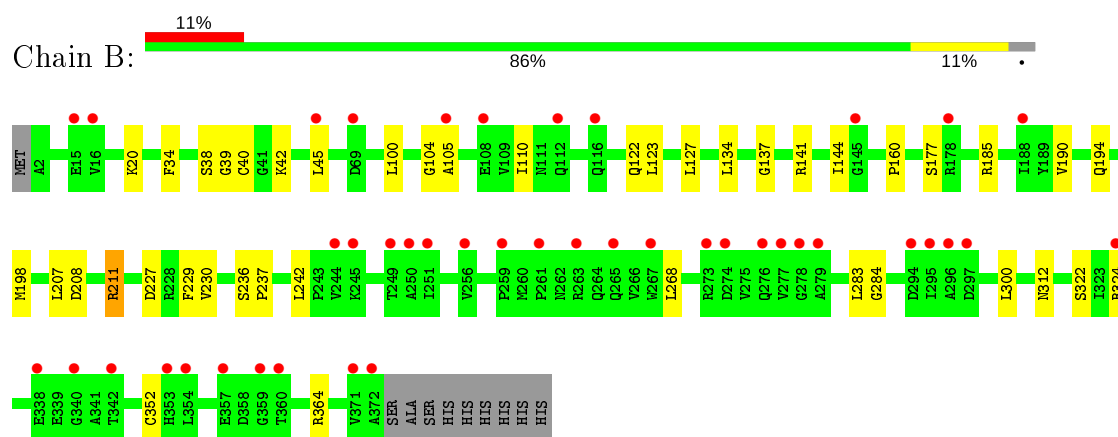 11%
Chain B:
86% 11% •
MET A2 E15 V16 K20 F34 S38 G39 C40 G41 K42 L45 D69 L100 G104 A105 E108 V109 I110 N111 Q112 Q116 Q122 L123 L127 L134 G137 R141 I144 G145 P160 S177 R178 R185 I188 Y189 V190 Q194
M198 L207 D208 R211 D227 R228 F229 V230 S236 P237 L242 P243 V244 K245 T249 A250 I251 V256 P259 M260 P261 N262 R263 Q264 Q265 V266 W267 L268 R273 D274 V275 Q276 V277 G278 A279 L283 G284 D294 I295 A296 D297 L300 N312 S322 I323 R324
E338 E339 G340 A341 T342 C352 H353 L354 E357 D358 G359 T360 R364 V371 A372 SER ALA SER HIS HIS HIS HIS HIS HIS